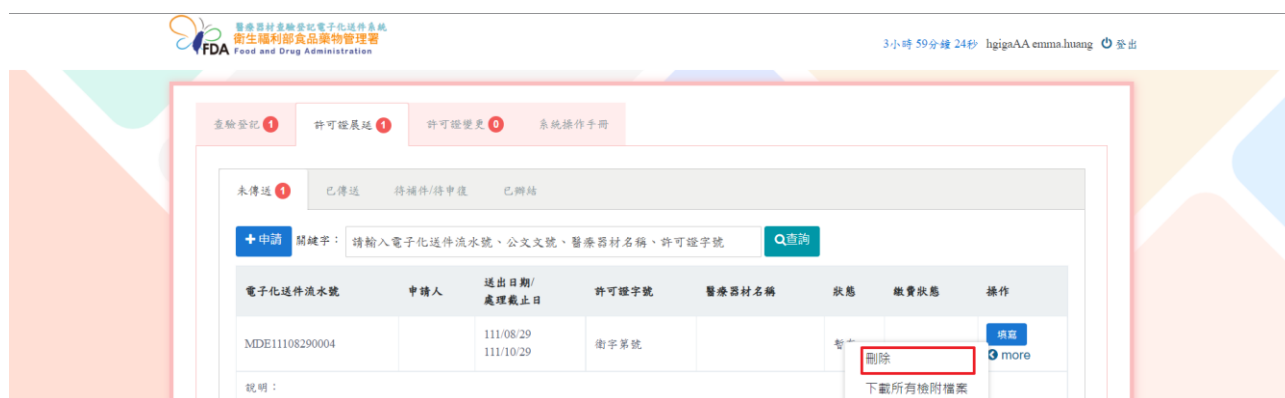 醫療器材查驗登記電子化送件系統
衛生福利部食品藥物管理署
FDA Food and Drug Administration
3小時 59分鐘 24秒 hgigaAA emma.huang 登出
查驗登記 1 許可證展延 1 許可證變更 0 系統操作手冊
未傳送 1 已傳送 待補件/待申復 已辦結
+申請 關鍵字： 請輸入電子化送件流水號、公文文號、醫療器材名稱、許可證字號 查詢
電子化送件流水號 申請人 送出日期/ 許可證字號 醫療器材名稱 狀態 繳費狀態 操作
處理截止日
MDE11108290004 111/08/29 衛字第號 暫 填寫
111/10/29 more
刪除
說明：
下載所有檢附檔案